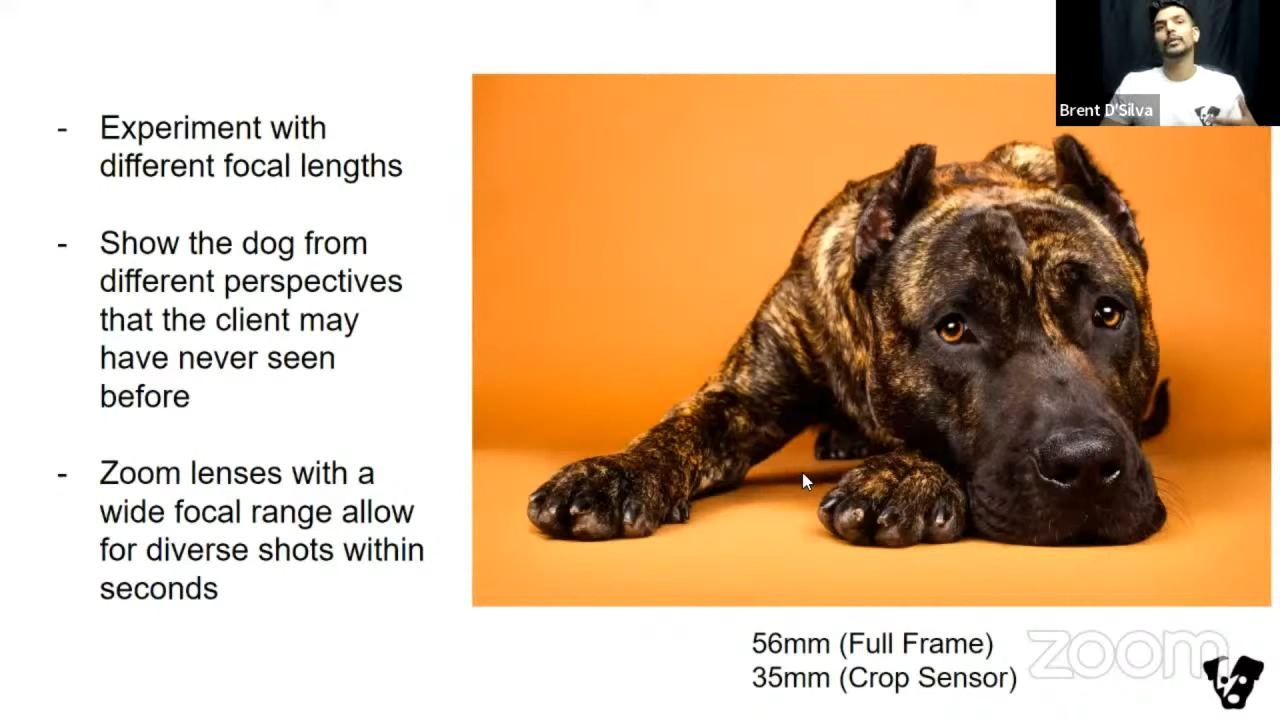 - Experiment with
different focal lengths
- Show the dog from
different perspectives
that the client may
have never seen
before
- Zoom lenses with a
wide focal range allow
for diverse shots within
seconds
Brent D'Silva
56mm (Full Frame)
35mm (Crop Sensor)
zoom